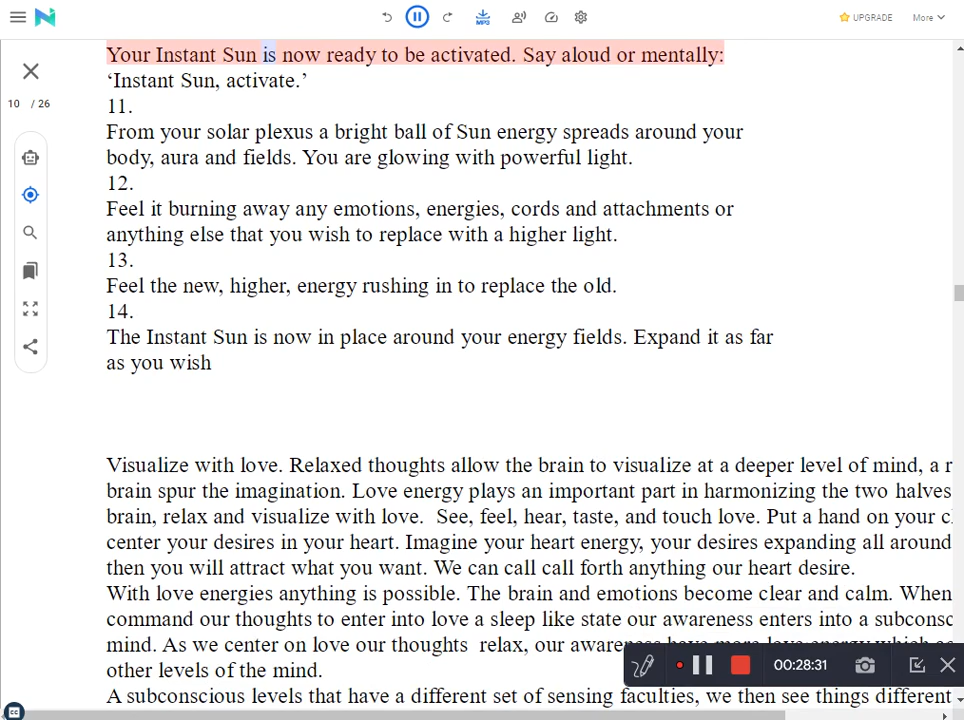 UPGRADE
More
Your Instant Sun is now ready to be activated. Say aloud or mentally:
‘Instant Sun, activate.’
10 / 26
11.
From your solar plexus a bright ball of Sun energy spreads around your
body, aura and fields. You are glowing with powerful light.
12.
Feel it burning away any emotions, energies, cords and attachments or
anything else that you wish to replace with a higher light.
13.
Feel the new, higher, energy rushing in to replace the old.
14.
The Instant Sun is now in place around your energy fields. Expand it as far
as you wish
Visualize with love. Relaxed thoughts allow the brain to visualize at a deeper level of mind, a r
brain spur the imagination. Love energy plays an important part in harmonizing the two halves
brain, relax and visualize with love. See, feel, hear, taste, and touch love. Put a hand on your c
center your desires in your heart. Imagine your heart energy, your desires expanding all around
then you will attract what you want. We can call call forth anything our heart desire.
With love energies anything is possible. The brain and emotions become clear and calm. When
command our thoughts to enter into love a sleep like state our awareness enters into a subconsc
mind. As we center on love our thoughts relax, our awareness have more love energy which
other levels of the mind.
00:28:31
A subconscious levels that have a different set of sensing faculties, we then see things different
MP3
CC